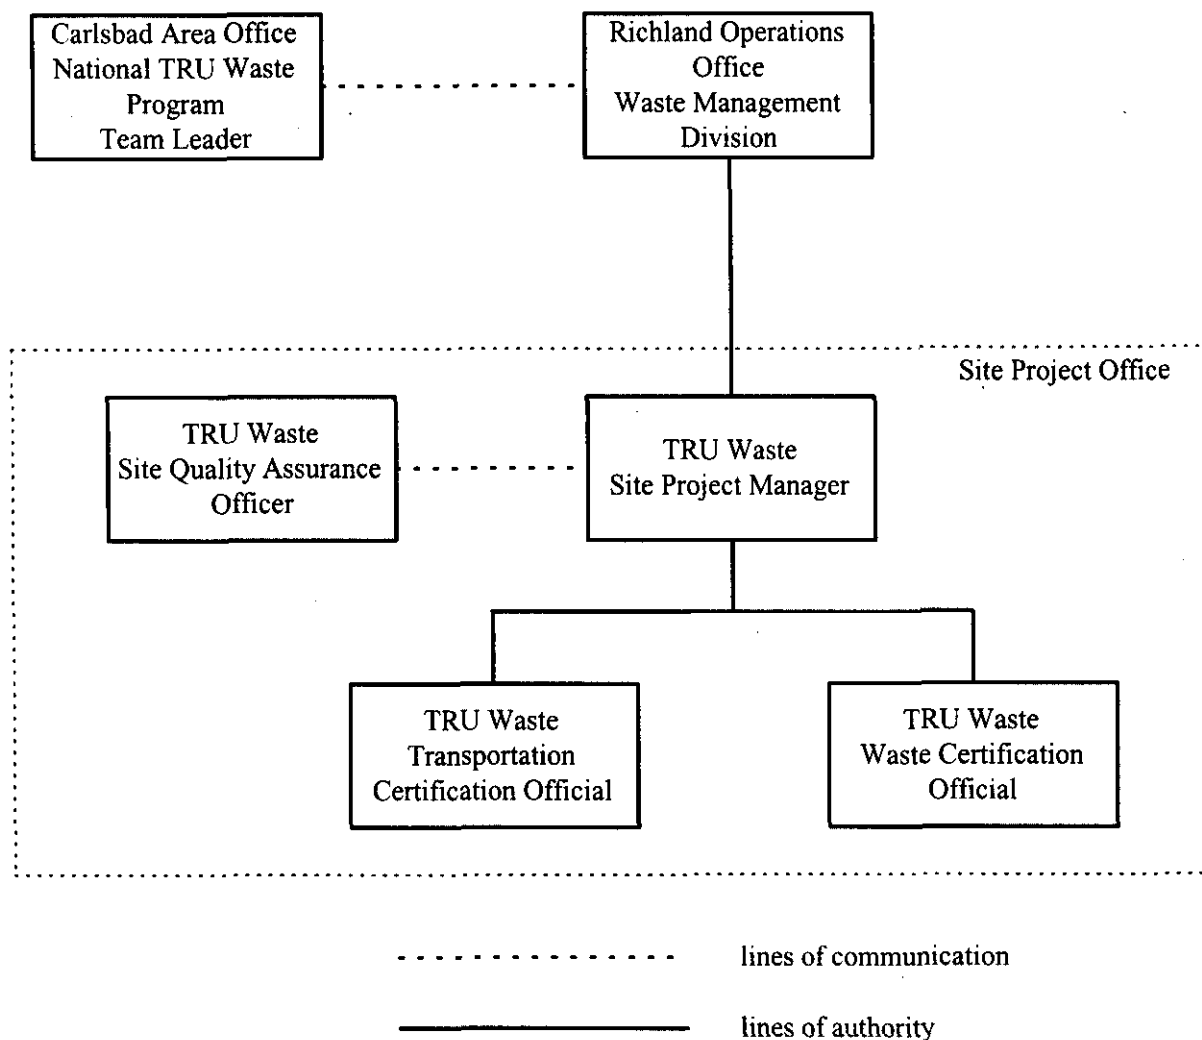 Carlsbad Area Office
National TRU Waste
Program
Team Leader
Richland Operations
Office
Waste Management
Division
Site Project Office
TRU Waste
Site Quality Assurance
Officer
TRU Waste
Site Project Manager
TRU Waste
Transportation
Certification Official
TRU Waste
Waste Certification
Official
lines of communication
lines of authority